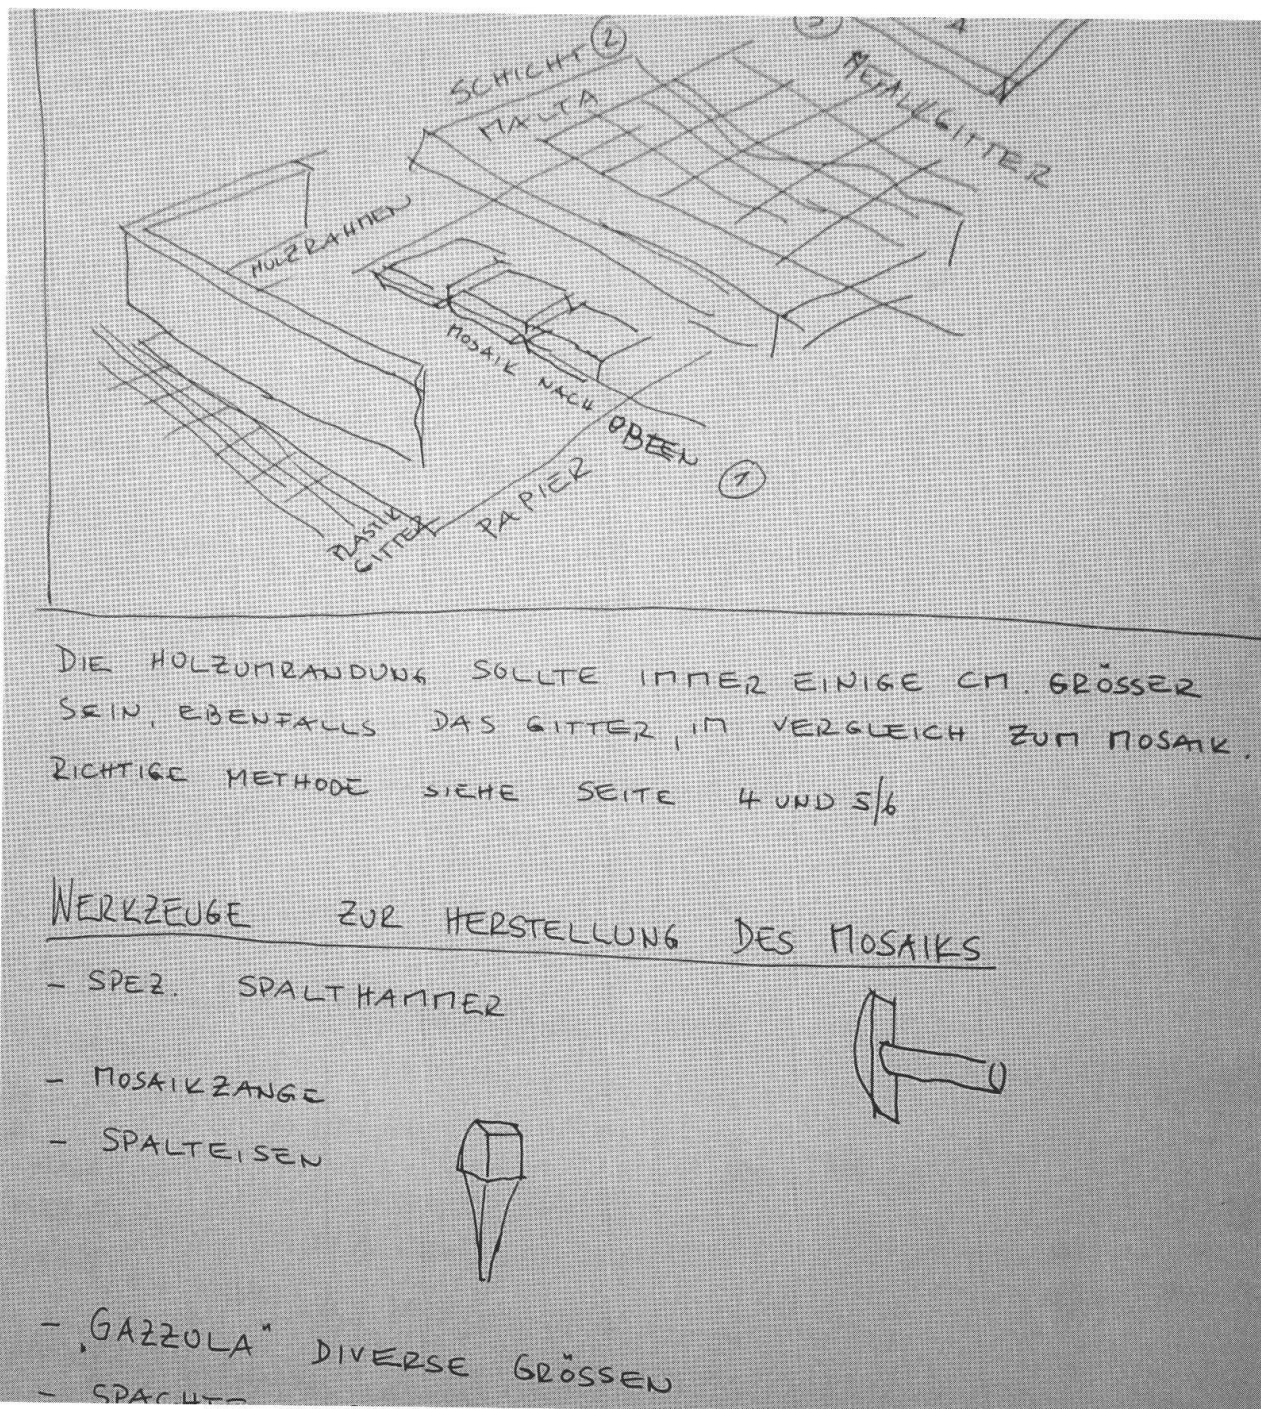 SCHICHT 2
MALTA
3
4
METALLGITTER
HOLZRAHMEN
MOSAIK NACH OBEN 1
PAPIER
PLASTIK
GITTER
DIE HOLZUMRANDUNG SOLLTE IMMER EINIGE CM. GRÖSSER
SEIN, EBENFALLS DAS GITTER, IM VERGLEICH ZUM MOSAIK.
RICHTIGE METHODE SIEHE SEITE 4 UND 5/6
WERKZEUGE ZUR HERSTELLUNG DES MOSAIKS
- SPEZ. SPALTHAMMER
- MOSAIKZANGE
- SPALTEISEN
- „GAZZOLA" DIVERSE GRÖSSEN